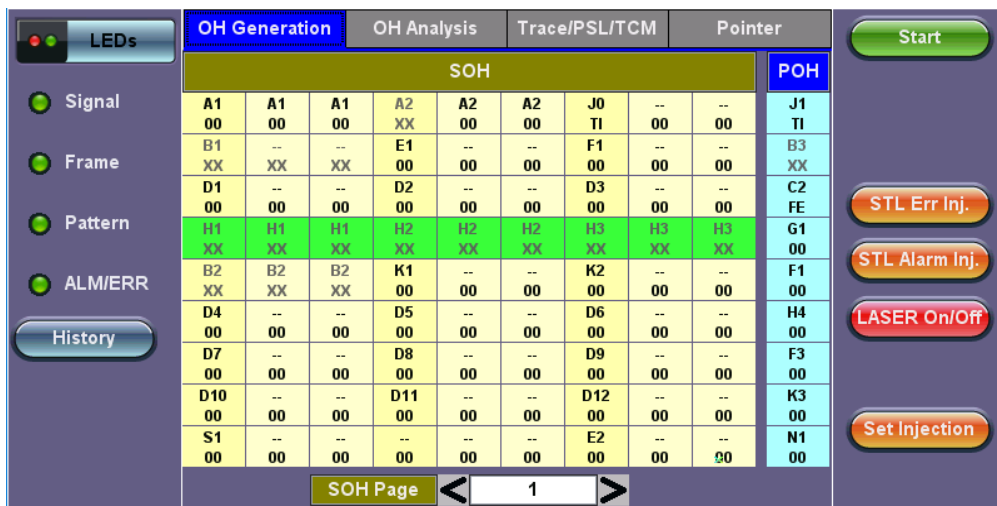 LEDs OH Generation OH Analysis Trace/PSL/TCM Pointer Start
SOH POH
Signal A1 A1 A1 A2 A2 A2 J0 -- -- J1
00 00 00 XX 00 00 TI 00 00 TI
B1 -- -- E1 -- -- F1 -- -- B3
Frame XX XX XX 00 00 00 00 00 00 XX
D1 -- -- D2 -- -- D3 -- -- C2
00 00 00 00 00 00 00 00 00 FE STL Err Inj.
Pattern H1 H1 H1 H2 H2 H2 H3 H3 H3 G1
XX XX XX XX XX XX XX XX XX 00
STL Alarm Inj.
B2 B2 B2 K1 -- -- K2 -- -- F1
ALM/ERR XX XX XX 00 00 00 00 00 00 00
D4 -- -- D5 -- -- D6 -- -- H4
LASER On/Off
History 00 00 00 00 00 00 00 00 00 00
D7 -- -- D8 -- -- D9 -- -- F3
00 00 00 00 00 00 00 00 00 00
D10 -- -- D11 -- -- D12 -- -- K3
00 00 00 00 00 00 00 00 00 00
Set Injection
S1 -- -- -- -- -- E2 -- -- N1
00 00 00 00 00 00 00 00 00 00
SOH Page < 1 >